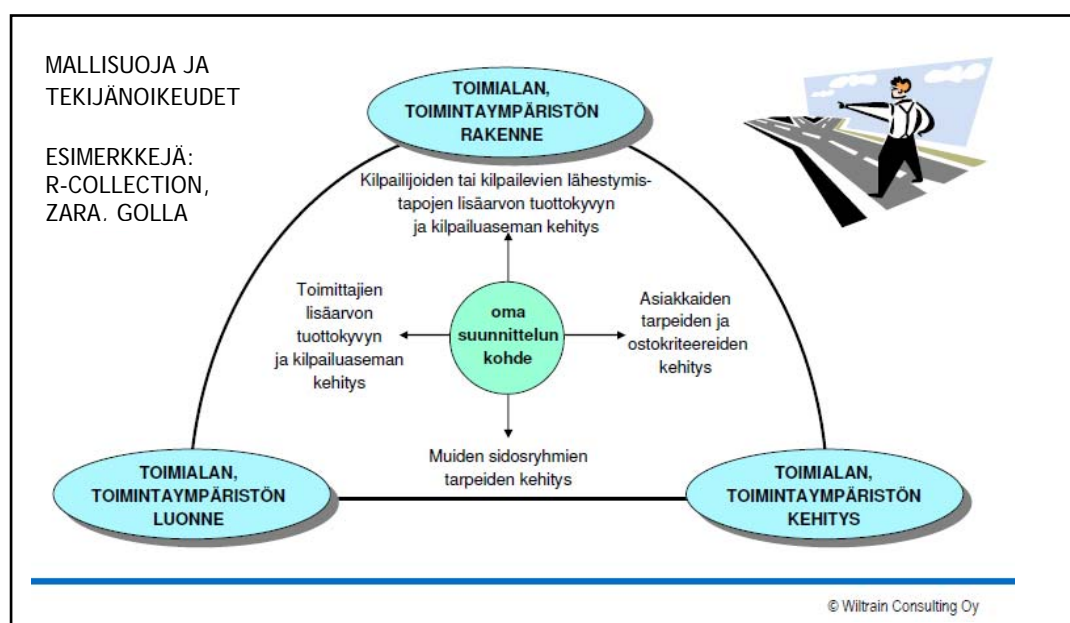 MALLISUOJA JA
TEKIJÄNOIKEUDET
ESIMERKKEJÄ:
R-COLLECTION,
ZARA. GOLLA
TOIMIALAN,
TOIMINTAYMPÄRISTÖN
RAKENNE
Kilpailijoiden tai kilpailevien lähestymis-
tapojen lisäarvon tuottokyvyn
ja kilpailuaseman kehitys
Toimittajien
lisäarvon
tuottokyvyn
ja kilpailuaseman
kehitys
oma
suunnittelun
kohde
Asiakkaiden
tarpeiden ja
ostokriteereiden
kehitys
Muiden sidosryhmien
tarpeiden kehitys
TOIMIALAN,
TOIMINTAYMPÄRISTÖN
LUONNE
TOIMIALAN,
TOIMINTAYMPÄRISTÖN
KEHITYS
© Wiltrain Consulting Oy